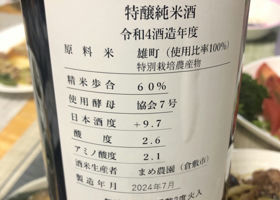 特醸純米酒
令和4酒造年度
原料米 雄町（使用比率100%）
特別栽培農産物
精米歩合 60%
使用酵母 協会7号
日本酒度 +9.7
酸度 2.6
アミノ酸度 2.1
酒米生産者 まめ農園（倉敷市）
製造年月 2024年7月
度火入